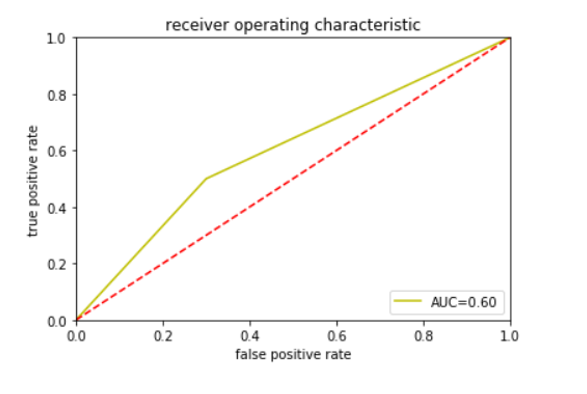 receiver operating characteristic
1.0
0.8
0.6
0.4
0.2
0.0
true positive rate
AUC=0.60
0.0 0.2 0.4 0.6 0.8 1.0
false positive rate